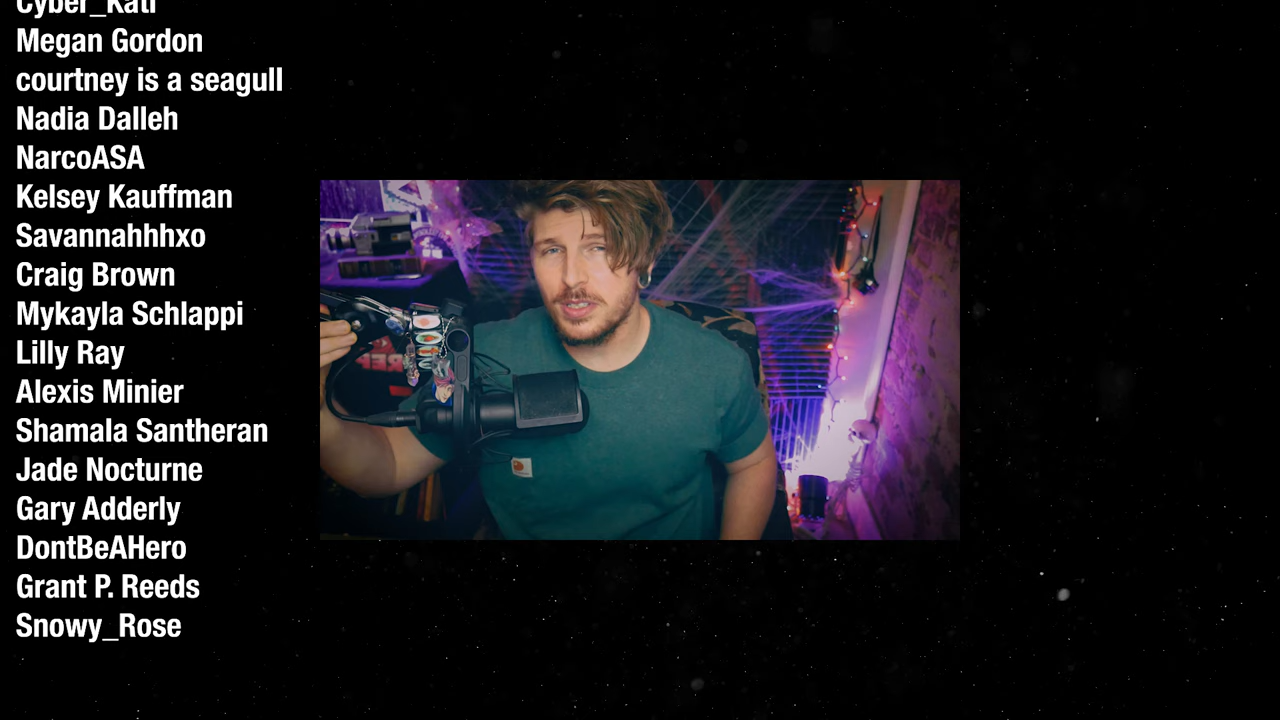 Cyber_Kati
Megan Gordon
courtney is a seagull
Nadia Dalleh
NarcoASA
Kelsey Kauffman
Savannahhhxo
Craig Brown
Mykayla Schlappi
Lilly Ray
Alexis Minier
Shamala Santheran
Jade Nocturne
Gary Adderly
DontBeAHero
Grant P. Reeds
Snowy_Rose